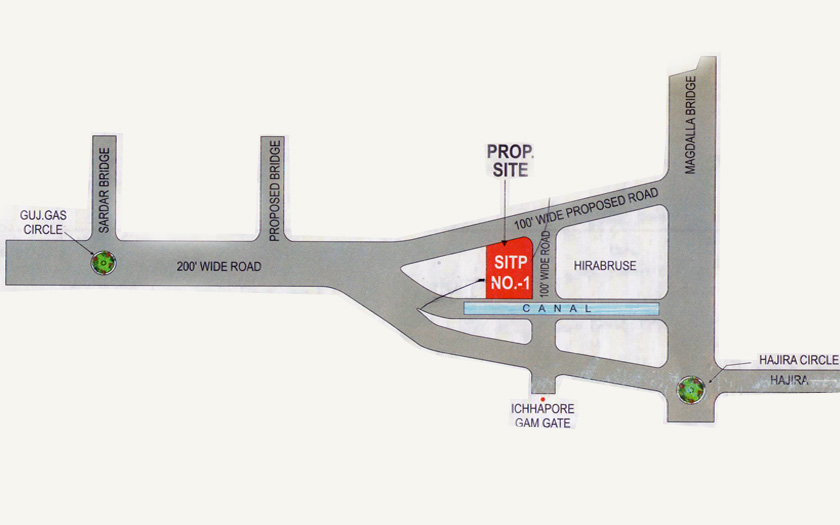 MAGDALLA BRIDGE
PROP.
SITE
SARDAR BRIDGE
PROPOSED BRIDGE
GUJ.GAS
CIRCLE
100' WIDE PROPOSED ROAD
200' WIDE ROAD
SITP
NO.-1
100' WIDE ROAD
HIRABRUSE
CANAL
HAJIRA CIRCLE
HAJIRA
ICHHAPORE
GAM GATE